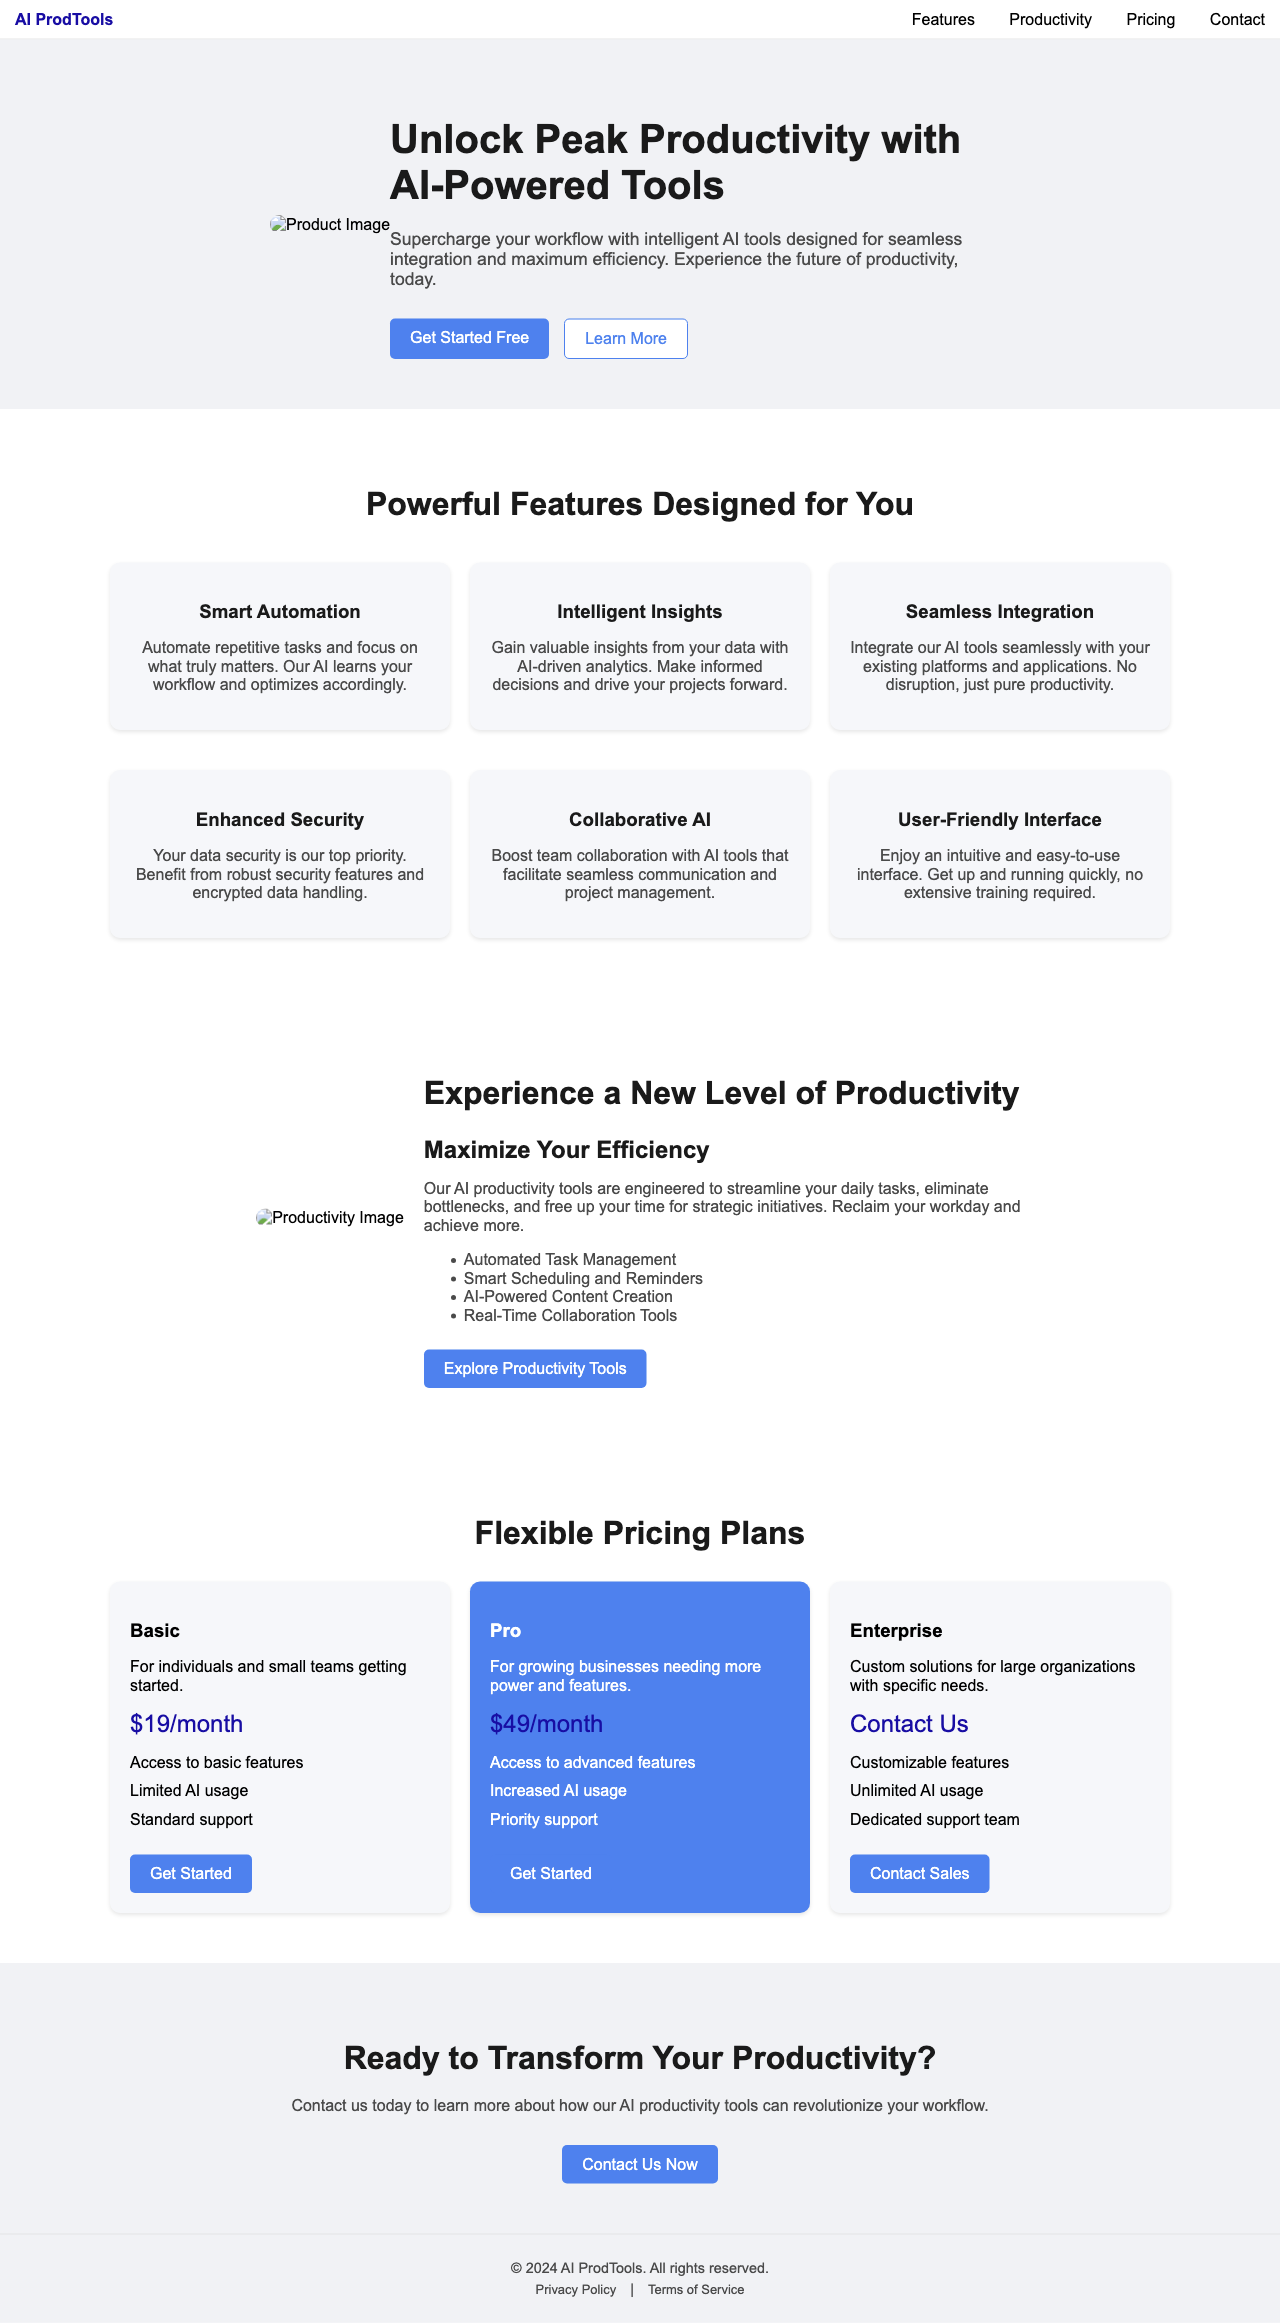 AI ProdTools
Features
Productivity
Pricing
Contact
Unlock Peak Productivity with
AI-Powered Tools
Product Image
Supercharge your workflow with intelligent AI tools designed for seamless
integration and maximum efficiency. Experience the future of productivity,
today.
Get Started Free
Learn More
Powerful Features Designed for You
Smart Automation
Automate repetitive tasks and focus on
what truly matters. Our AI learns your
workflow and optimizes accordingly.
Intelligent Insights
Gain valuable insights from your data with
AI-driven analytics. Make informed
decisions and drive your projects forward.
Seamless Integration
Integrate our AI tools seamlessly with your
existing platforms and applications. No
disruption, just pure productivity.
Enhanced Security
Your data security is our top priority.
Benefit from robust security features and
encrypted data handling.
Collaborative AI
Boost team collaboration with AI tools that
facilitate seamless communication and
project management.
User-Friendly Interface
Enjoy an intuitive and easy-to-use
interface. Get up and running quickly, no
extensive training required.
Productivity Image
Experience a New Level of Productivity
Maximize Your Efficiency
Our AI productivity tools are engineered to streamline your daily tasks, eliminate
bottlenecks, and free up your time for strategic initiatives. Reclaim your workday and
achieve more.
• Automated Task Management
• Smart Scheduling and Reminders
• AI-Powered Content Creation
• Real-Time Collaboration Tools
Explore Productivity Tools
Flexible Pricing Plans
Basic
For individuals and small teams getting
started.
$19/month
Access to basic features
Limited AI usage
Standard support
Get Started
Pro
For growing businesses needing more
power and features.
$49/month
Access to advanced features
Increased AI usage
Priority support
Get Started
Enterprise
Custom solutions for large organizations
with specific needs.
Contact Us
Customizable features
Unlimited AI usage
Dedicated support team
Contact Sales
Ready to Transform Your Productivity?
Contact us today to learn more about how our AI productivity tools can revolutionize your workflow.
Contact Us Now
© 2024 AI ProdTools. All rights reserved.
Privacy Policy | Terms of Service